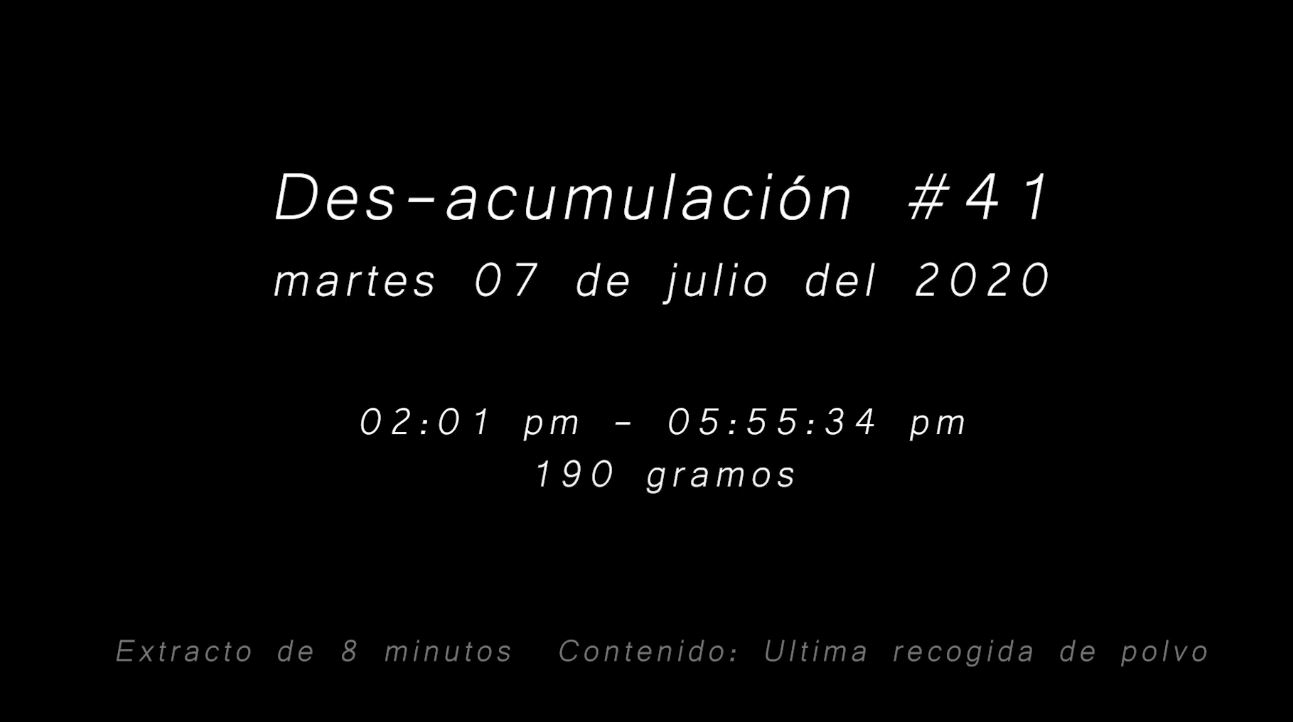 Des-acumulación #41
martes 07 de julio del 2020
02:01 pm - 05:55:34 pm
190 gramos
Extracto de 8 minutos Contenido: Ultima recogida de polvo